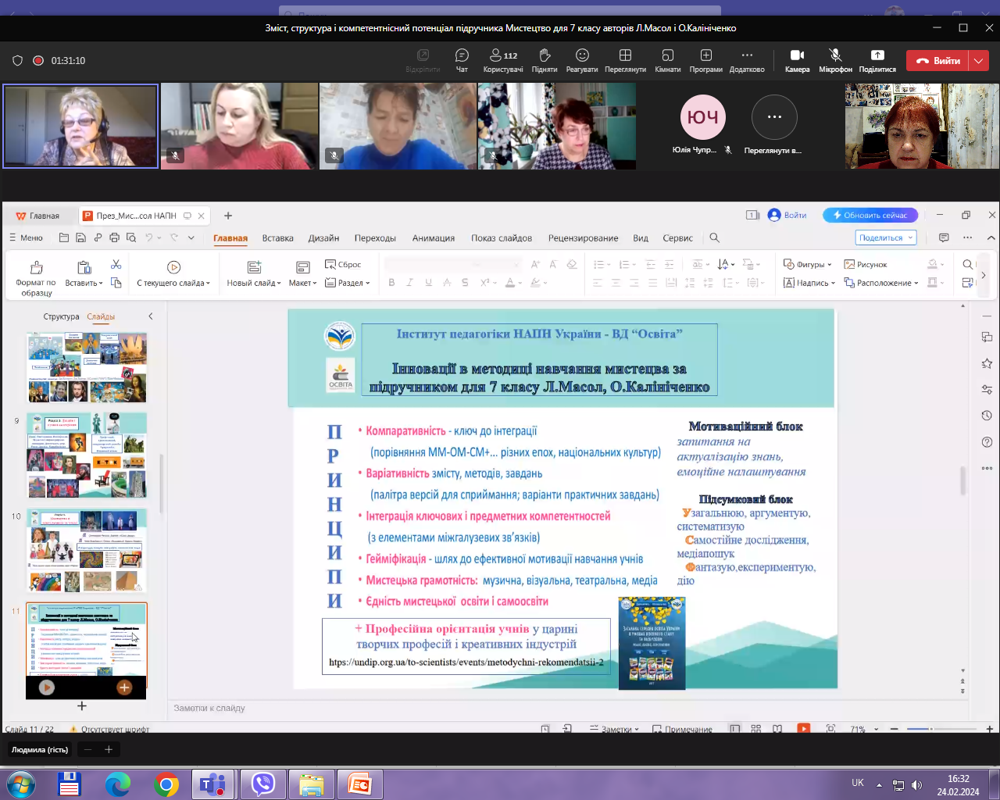 Зміст, структура і компетентнісний потенціал підручника Мистецтво для 7 класу авторів Л.Масол і О.Калініченко
01:31:10
Відкріпити
Чат
112
Користувачі
Підняти
Реагувати
Переглянути
Кімнати
Програми
Додатково
Камера
Мікрофон
Поділитися
Вийти
ЮЧ
Юлія Чупр...
Переглянути в...
Главная
През_Мис...сол НАПН
1
Войти
Обновить сейчас
Меню
Главная
Вставка
Дизайн
Переходы
Анимация
Показ слайдов
Рецензирование
Вид
Сервис
Поделиться
Формат по образцу
Вставить
С текущего слайда
Новый слайд
Макет
Сброс
Раздел
Фигуры
Рисунок
Надпись
Расположение
Структура
Слайды
9
10
11
Інститут педагогіки НАПН України - ВД “Освіта”
Інновації в методиці навчання мистецва за
підручником для 7 класу Л.Масол, О.Калініченко
ОСВІТА
ПРИНЦИПИ
• Компаративність - ключ до інтеграції
(порівняння ММ-ОМ-СМ+... різних епох, національних культур)
• Варіативність змісту, методів, завдань
(палітра версій для сприймання; варіанти практичних завдань)
• Інтеграція ключових і предметних компетентностей
(з елементами міжгалузевих зв’язків)
• Гейміфікація - шлях до ефективної мотивації навчання учнів
• Мистецька грамотність: музична, візуальна, театральна, медіа
• Єдність мистецької освіти і самоосвіти
Мотиваційний блок
запитання на
актуалізацію знань,
емоційне налаштування
Підсумковий блок
Узагальнюю, аргументую,
систематизую
Самостійне дослідження,
медіапошук
Фантазую,експериментую,
дію
+ Професійна орієнтація учнів у царині
творчих професій і креативних індустрій
htps://undip.org.ua/to-scientists/events/metodychni-rekomendatsii-2
Заметки к слайду
Слайд 11 / 22
Отсутствует шрифт
Заметки
Примечание
71%
Людмила (гість)
UK
16:32
24.02.2024